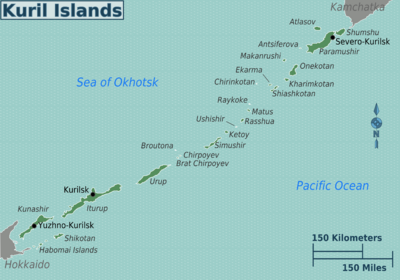 Kuril Islands
Kamchatka
Atlasov
Shumshu
Severo-Kurilsk
Antsiferova
Paramushir
Makanrushi
Onekotan
Ekarma
Kharimkotan
Chirinkotan
Shiashkotan
Sea of Okhotsk
Raykoke
Matus
Rasshua
Ushishir
Ketoy
Simushir
Broutona
Chirpoyev
Brat Chirpoyev
Urup
Pacific Ocean
N
Kurilsk
Iturup
Kunashir
Yuzhno-Kurilsk
Shikotan
Habomai Islands
Hokkaido
150 Kilometers
150 Miles